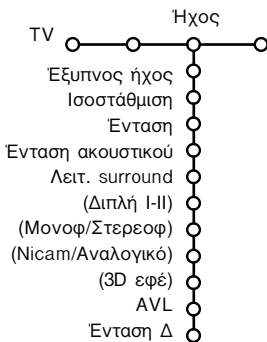 Ήχος
TV
Έξυπνος ήχος
Ισοστάθμιση
Ένταση
Ένταση ακουστικού
Λειτ. surround
(Διπλή I-II)
(Μονοφ/Στερεοφ)
(Nicam/Αναλογικό)
(3D εφέ)
AVL
Ένταση Δ